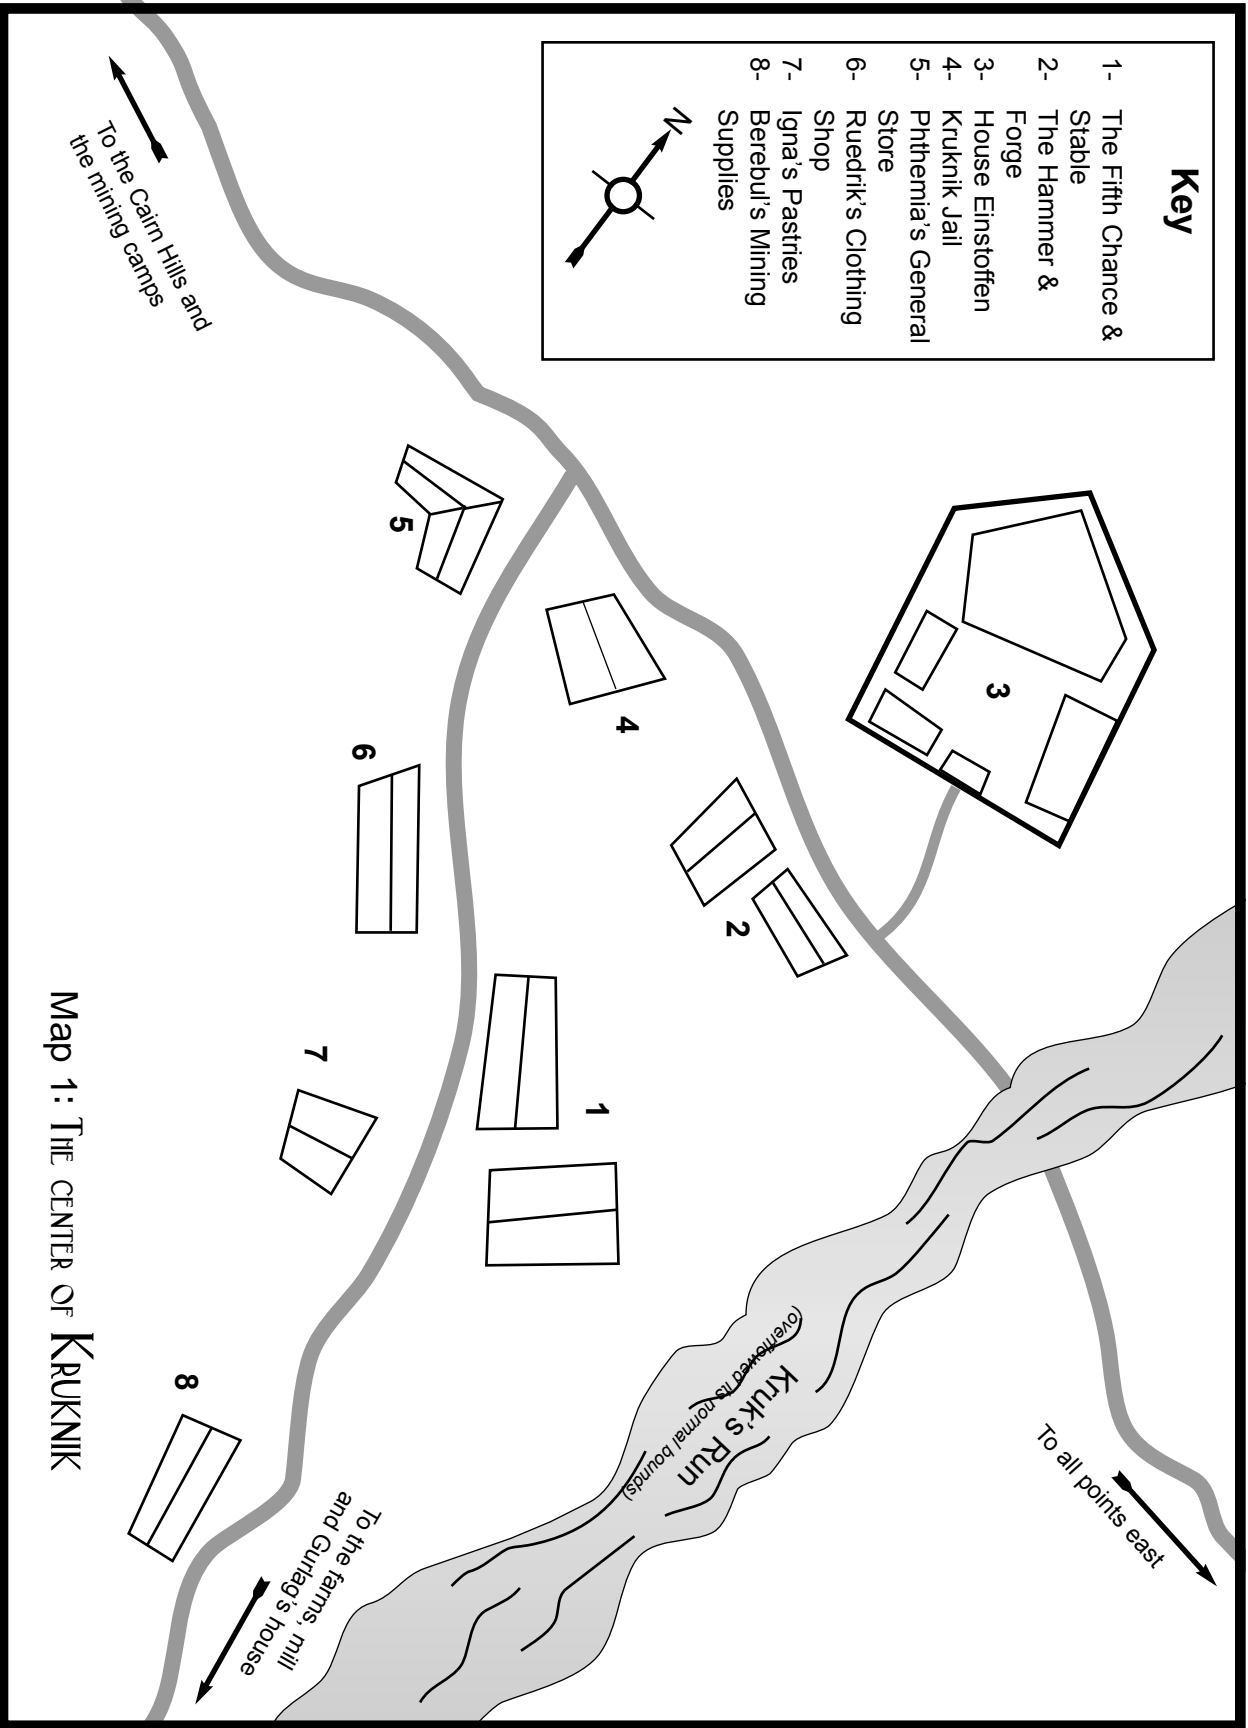 Key
1- The Fifth Chance &
Stable
2- The Hammer &
Forge
3- House Einstoffen
4- Kruknik Jail
5- Phthemia's General
Store
6- Ruedrik's Clothing
Shop
7- Igna's Pastries
8- Berebul's Mining
Supplies
N
3
4
2
5
6
1
7
8
To all points east
Kruk's Run
(overflowed its normal bounds)
To the Cairn Hills and
the mining camps
To the farms, mill
and Gurlag's house
Map 1: The center of Kruknik